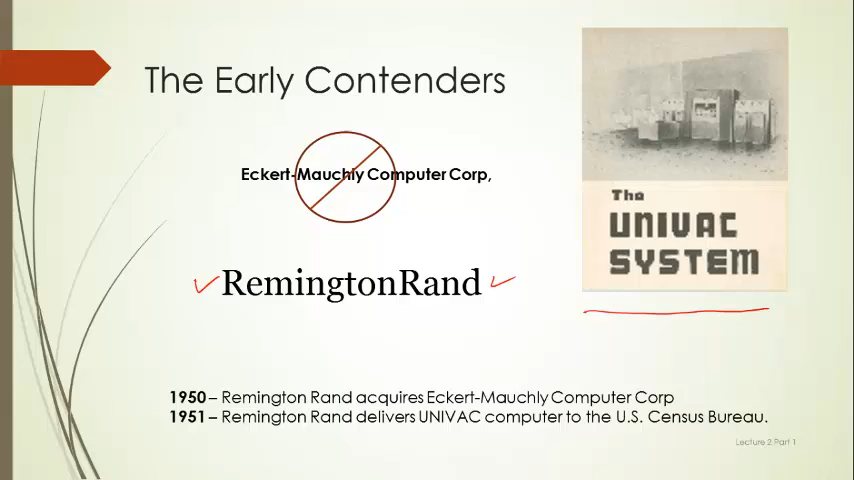 The Early Contenders
Eckert-Mauchly Computer Corp,
RemingtonRand
The
UNIVAC
SYSTEM
1950 – Remington Rand acquires Eckert-Mauchly Computer Corp
1951 – Remington Rand delivers UNIVAC computer to the U.S. Census Bureau.
Lecture 2 Part 1